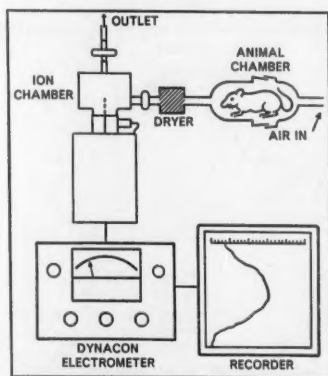 OUTLET
ION
CHAMBER
ANIMAL
CHAMBER
DRYER
AIR IN
DYNACON
ELECTROMETER
RECORDER